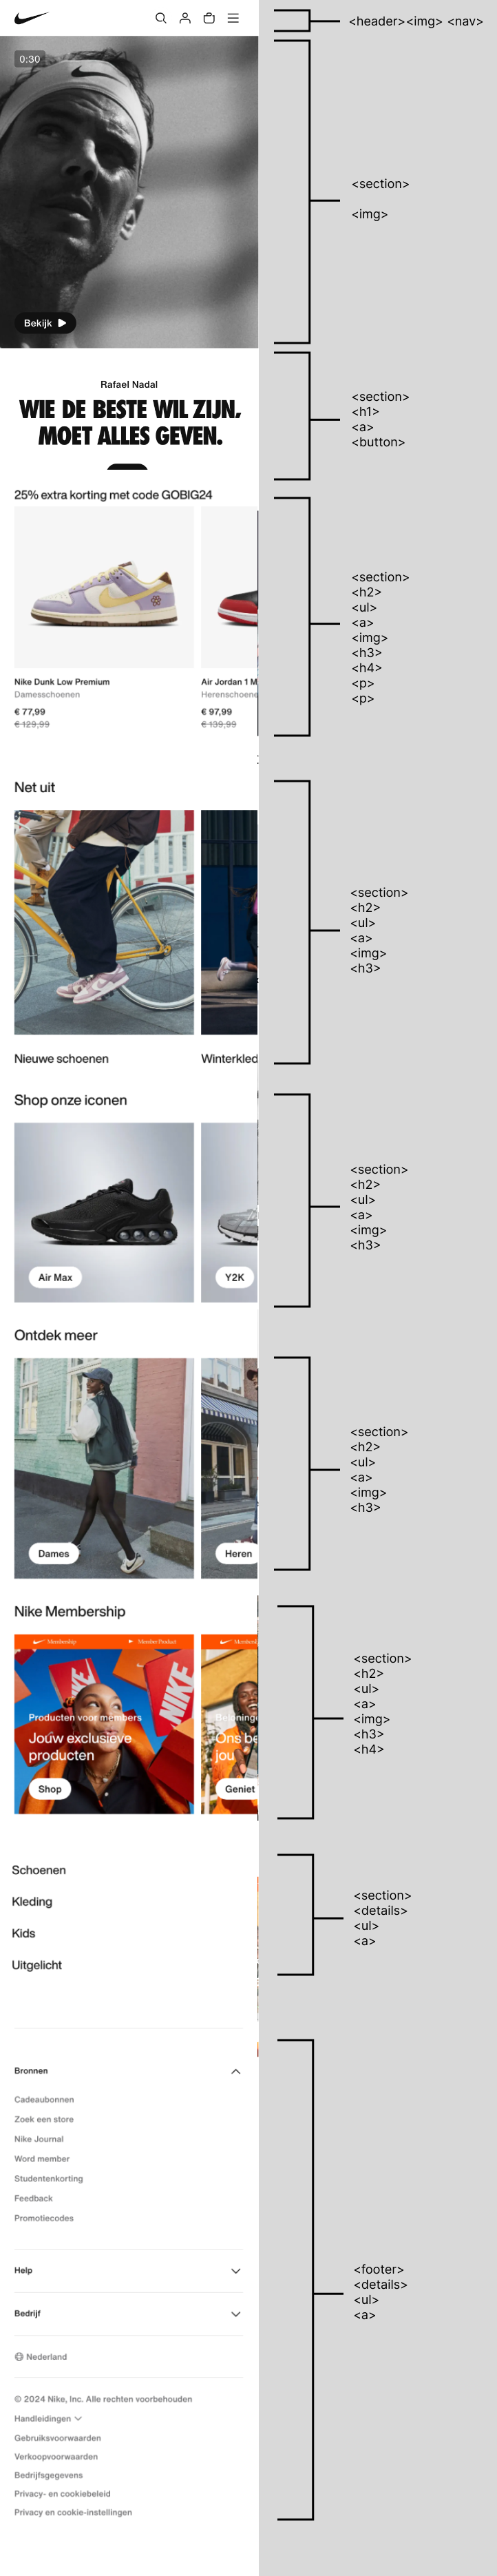 <header><img> <nav>
0:30
<section>
<img>
Bekijk
Rafael Nadal
WIE DE BESTE WIL ZIJN,
MOET ALLES GEVEN.
<section>
<h1>
<a>
<button>
25% extra korting met code GOBIG24
Nike Dunk Low Premium
Damesschoenen
€ 77,99
€ 129,99
Air Jordan 1 M
Herenschoene
€ 97,99
€ 139,99
<section>
<h2>
<ul>
<a>
<img>
<h3>
<h4>
<p>
<p>
Net uit
Nieuwe schoenen
Winterkled
<section>
<h2>
<ul>
<a>
<img>
<h3>
Shop onze iconen
Air Max
Y2K
<section>
<h2>
<ul>
<a>
<img>
<h3>
Ontdek meer
Dames
Heren
<section>
<h2>
<ul>
<a>
<img>
<h3>
Nike Membership
Membership
Member Product
NIKE
Producten voor members
Jouw exclusieve
producten
Shop
Beloninge
Ons be
jou
Geniet
<section>
<h2>
<ul>
<a>
<img>
<h3>
<h4>
Schoenen
Kleding
Kids
Uitgelicht
<section>
<details>
<ul>
<a>
Bronnen
Cadeaubonnen
Zoek een store
Nike Journal
Word member
Studentenkorting
Feedback
Promotiecodes
Help
Bedrijf
Nederland
© 2024 Nike, Inc. Alle rechten voorbehouden
Handleidingen
Gebruiksvoorwaarden
Verkoopvoorwaarden
Bedrijfsgegevens
Privacy- en cookiebeleid
Privacy en cookie-instellingen
<footer>
<details>
<ul>
<a>